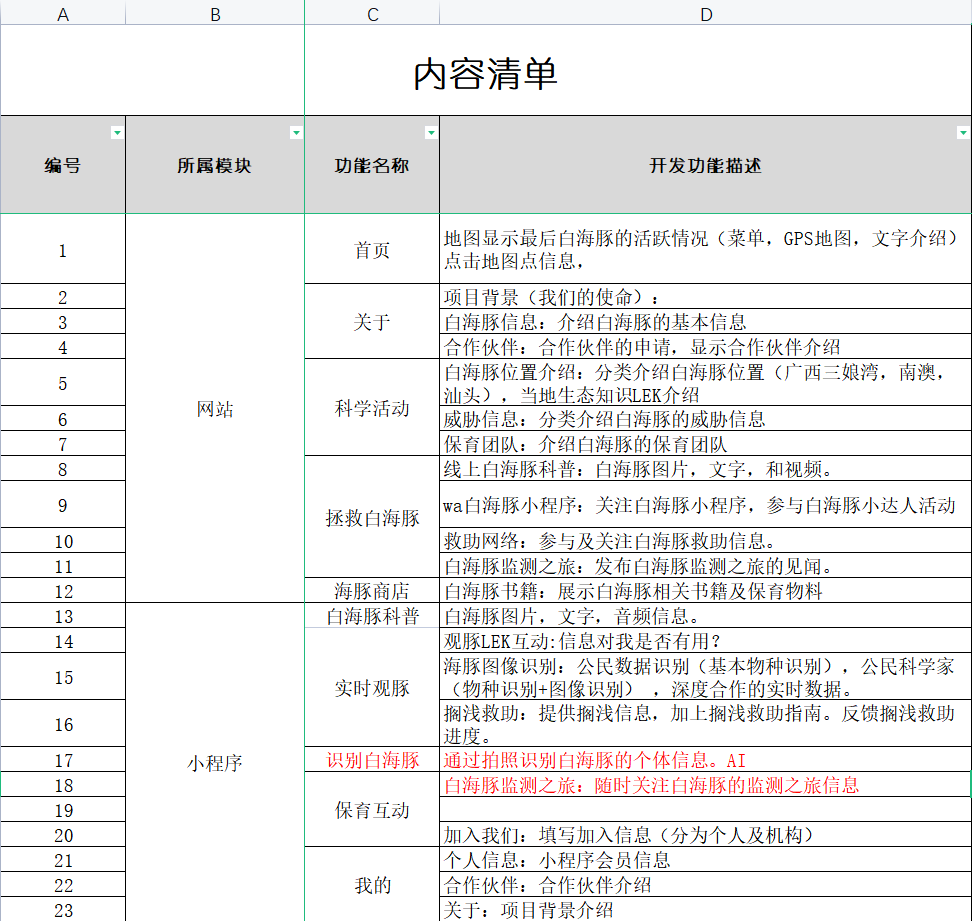 A B C D
内容清单
编号 所属模块 功能名称 开发功能描述
1 首页 地图显示最后白海豚的活跃情况（菜单，GPS地图，文字介绍）
点击地图点信息，
2 项目背景（我们的使命）：
3 关于 白海豚信息：介绍白海豚的基本信息
4 合作伙伴：合作伙伴的申请，显示合作伙伴介绍
5 白海豚位置介绍：分类介绍白海豚位置（广西三娘湾，南澳，
汕头），当地生态知识LEK介绍
网站 科学活动
6 威胁信息：分类介绍白海豚的威胁信息
7 保育团队：介绍白海豚的保育团队
8 线上白海豚科普：白海豚图片，文字，和视频。
9 wa白海豚小程序：关注白海豚小程序，参与白海豚小达人活动
拯救白海豚
10 救助网络：参与及关注白海豚救助信息。
11 白海豚监测之旅：发布白海豚监测之旅的见闻。
12 海豚商店 白海豚书籍：展示白海豚相关书籍及保育物料
13 白海豚科普 白海豚图片，文字，音频信息。
14 观豚LEK互动:信息对我是否有用？
15 实时观豚 海豚图像识别：公民数据识别（基本物种识别），公民科学家
（物种识别+图像识别） ，深度合作的实时数据。
16 搁浅救助：提供搁浅信息，加上搁浅救助指南。反馈搁浅救助
进度。
17 小程序 识别白海豚 通过拍照识别白海豚的个体信息。AI
18 白海豚监测之旅：随时关注白海豚的监测之旅信息
19 保育互动
20 加入我们：填写加入信息（分为个人及机构）
21 个人信息：小程序会员信息
22 我的 合作伙伴：合作伙伴介绍
23 关于：项目背景介绍